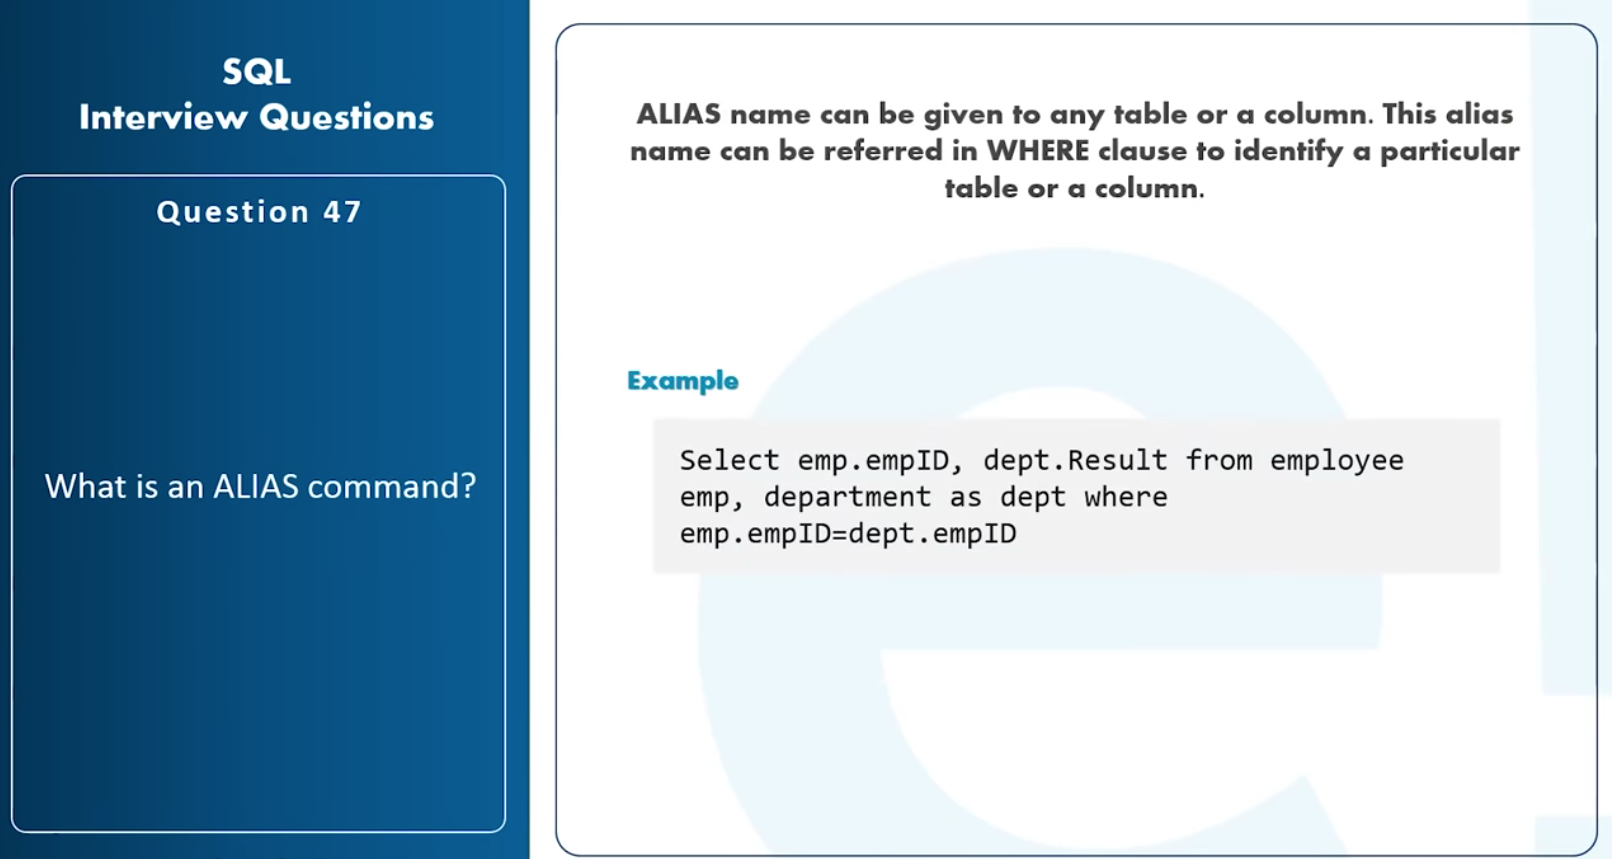 SQL
Interview Questions
Question 47
What is an ALIAS command?
ALIAS name can be given to any table or a column. This alias
name can be referred in WHERE clause to identify a particular
table or a column.
Example
Select emp.empID, dept.Result from employee
emp, department as dept where
emp.empID=dept.empID